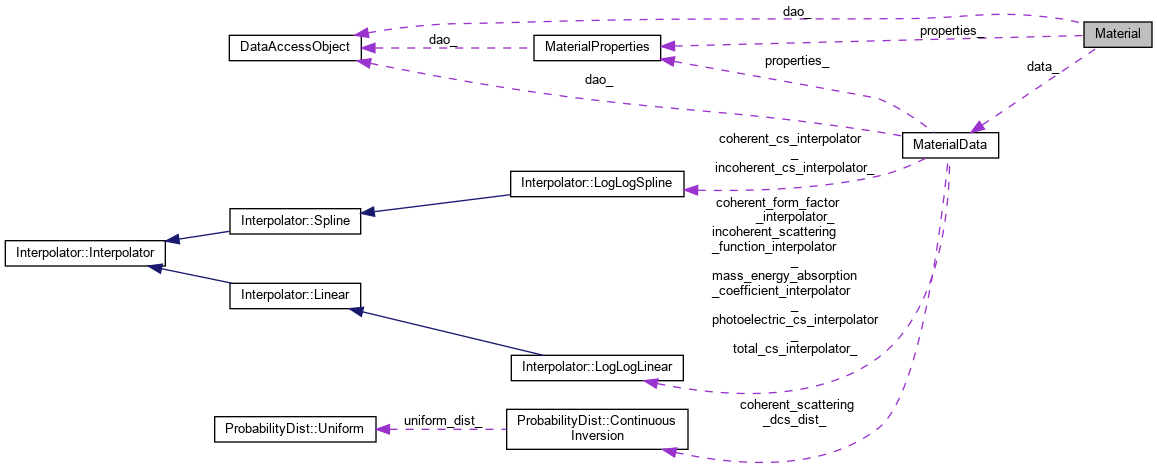 dao_
Material
properties_
DataAccessObject
dao_
MaterialProperties
properties_
data_
dao_
MaterialData
coherent_cs_interpolator
_
incoherent_cs_interpolator_
Interpolator::LogLogSpline
coherent_form_factor
_interpolator_
incoherent_scattering
_function_interpolator
_
mass_energy_absorption
_coefficient_interpolator
_
photoelectric_cs_interpolator
_
total_cs_interpolator_
Interpolator::Spline
Interpolator::Interpolator
Interpolator::Linear
Interpolator::LogLogLinear
coherent_scattering
_dcs_dist_
ProbabilityDist::Uniform
uniform_dist_
ProbabilityDist::Continuous
Inversion